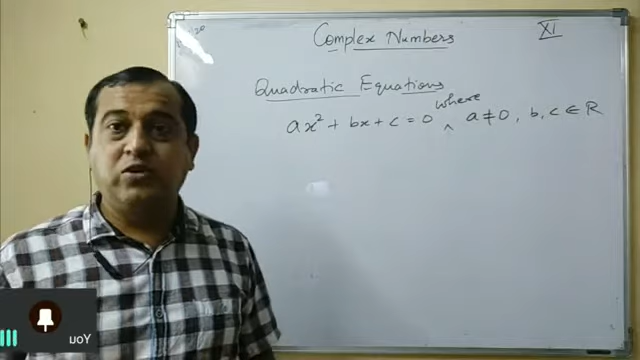 Complex Numbers
XI
Quadratic Equations
where
ax² + bx + c = 0 ^ a ≠ 0, b, c ∈ R
You